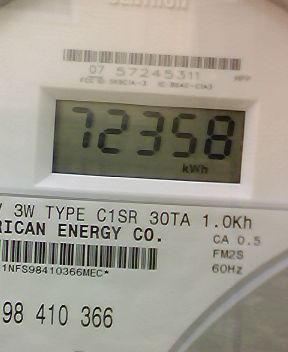 07 57245311
72358
kWh
V 3W TYPE C1SR 30TA 1.0Kh
RICAN ENERGY CO.
CA 0.5
FM2S
60Hz
1NFS98410366MEC*
98 410 366